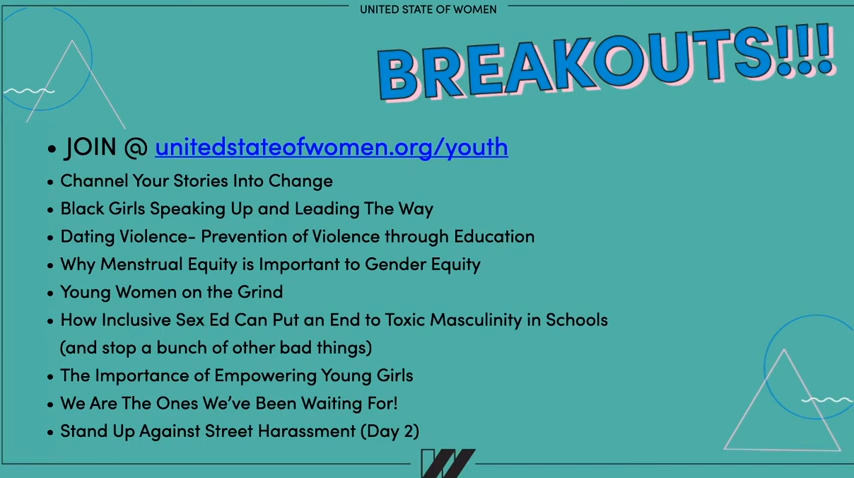 UNITED STATE OF WOMEN
BREAKOUTS!!!
• JOIN @ unitedstateofwomen.org/youth
• Channel Your Stories Into Change
• Black Girls Speaking Up and Leading The Way
• Dating Violence- Prevention of Violence through Education
• Why Menstrual Equity is Important to Gender Equity
• Young Women on the Grind
• How Inclusive Sex Ed Can Put an End to Toxic Masculinity in Schools
(and stop a bunch of other bad things)
• The Importance of Empowering Young Girls
• We Are The Ones We’ve Been Waiting For!
• Stand Up Against Street Harassment (Day 2)